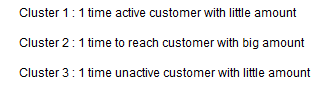 Cluster 1 : 1 time active customer with little amount
Cluster 2 : 1 time to reach customer with big amount
Cluster 3 : 1 time unactive customer with little amount